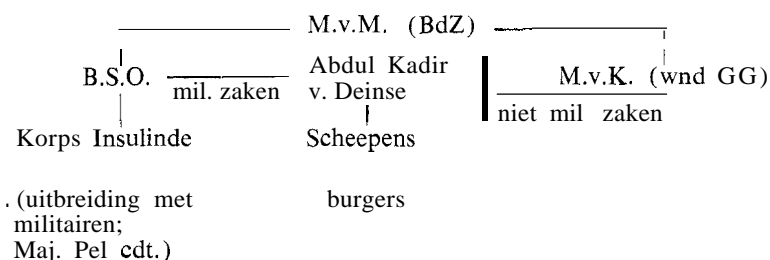 M.v.M. (BdZ)
Abdul Kadir
B.S.O. mil. zaken v. Deinse M.v.K. (wnd GG)
niet mil zaken
Korps Insulinde Scheepens
. (uitbreiding met burgers
militairen;
Maj. Pel cdt.)